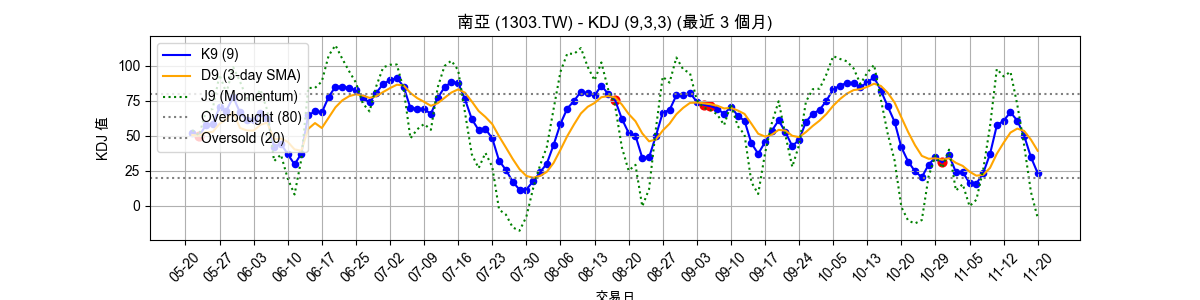 南亞 (1303.TW) - KDJ (9,3,3) (最近 3 個月)
KDJ 值
100
75
50
25
0
K9 (9)
D9 (3-day SMA)
J9 (Momentum)
Overbought (80)
Oversold (20)
05-20 05-27 06-03 06-10 06-17 06-25 07-02 07-09 07-16 07-23 07-30 08-06 08-13 08-20 08-27 09-03 09-10 09-17 09-24 10-05 10-13 10-20 10-29 11-05 11-12 11-20
交易日